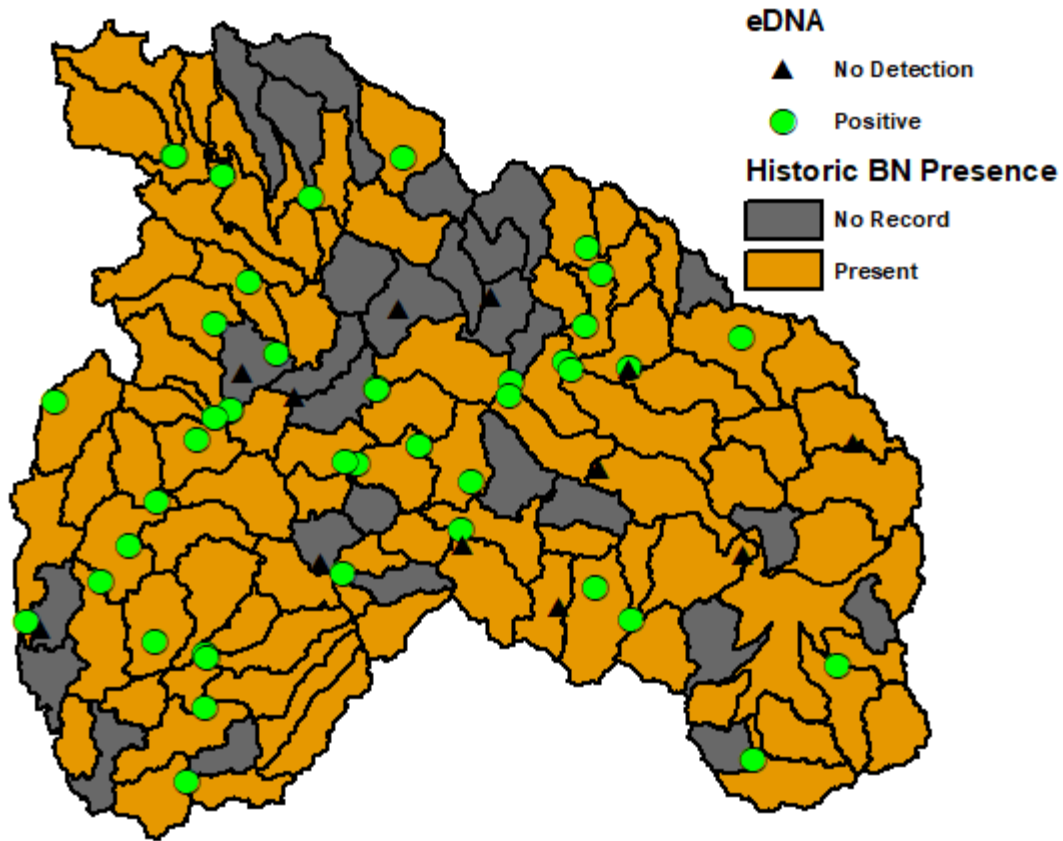 eDNA
No Detection
Positive
Historic BN Presence
No Record
Present